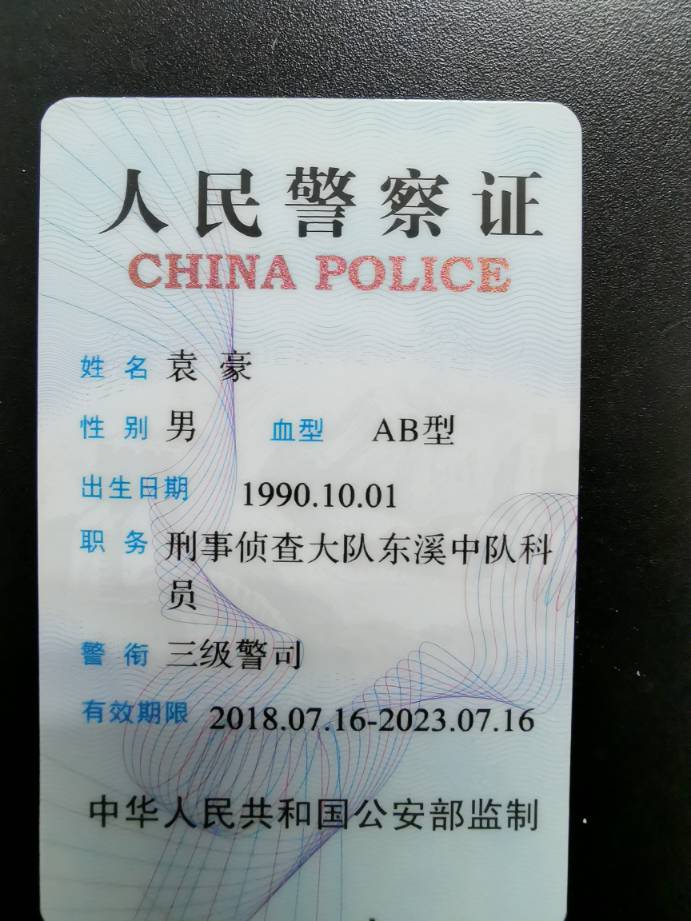 人民警察证
CHINA POLICE
姓 名 袁 豪
性 别 男 血型 AB型
出生日期 1990.10.01
职 务 刑事侦查大队东溪中队科
员
警 衔 三级警司
有效期限 2018.07.16-2023.07.16
中华人民共和国公安部监制